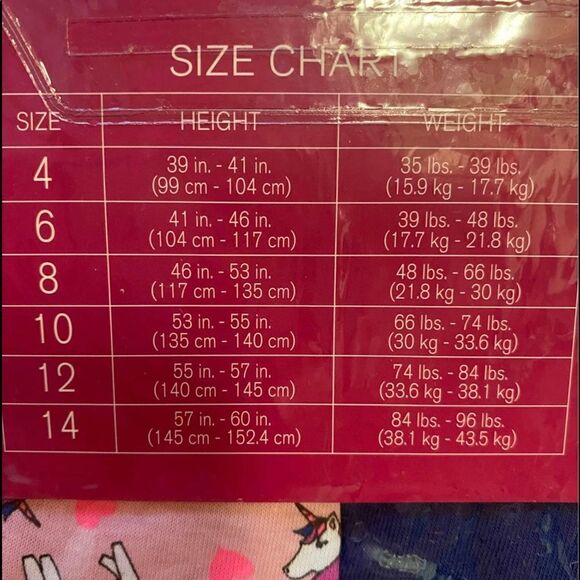 SIZE CHART
SIZE HEIGHT WEIGHT
4 39 in. - 41 in. 35 lbs. - 39 lbs.
(99 cm - 104 cm) (15.9 kg - 17.7 kg)
6 41 in. - 46 in. 39 lbs. - 48 lbs.
(104 cm - 117 cm) (17.7 kg - 21.8 kg)
8 46 in. - 53 in. 48 lbs. - 66 lbs.
(117 cm - 135 cm) (21.8 kg - 30 kg)
10 53 in. - 55 in. 66 lbs. - 74 lbs.
(135 cm - 140 cm) (30 kg - 33.6 kg)
12 55 in. - 57 in. 74 lbs. - 84 lbs.
(140 cm - 145 cm) (33.6 kg - 38.1 kg)
14 57 in. - 60 in. 84 lbs. - 96 lbs.
(145 cm - 152.4 cm) (38.1 kg - 43.5 kg)